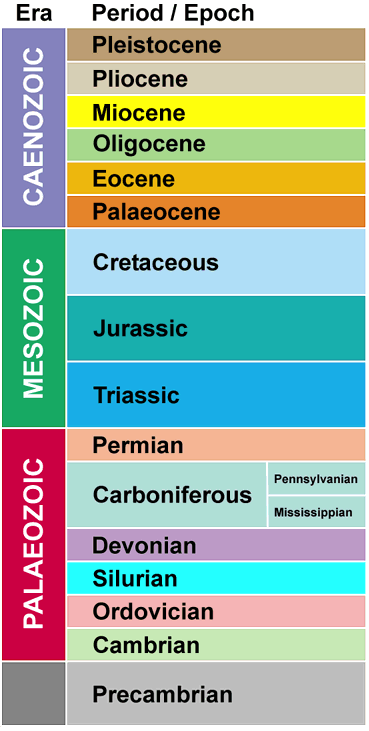 Era Period / Epoch
CAENOZOIC
Pleistocene
Pliocene
Miocene
Oligocene
Eocene
Palaeocene
MESOZOIC
Cretaceous
Jurassic
Triassic
PALAEOZOIC
Permian
Carboniferous
Pennsylvanian
Mississippian
Devonian
Silurian
Ordovician
Cambrian
Precambrian